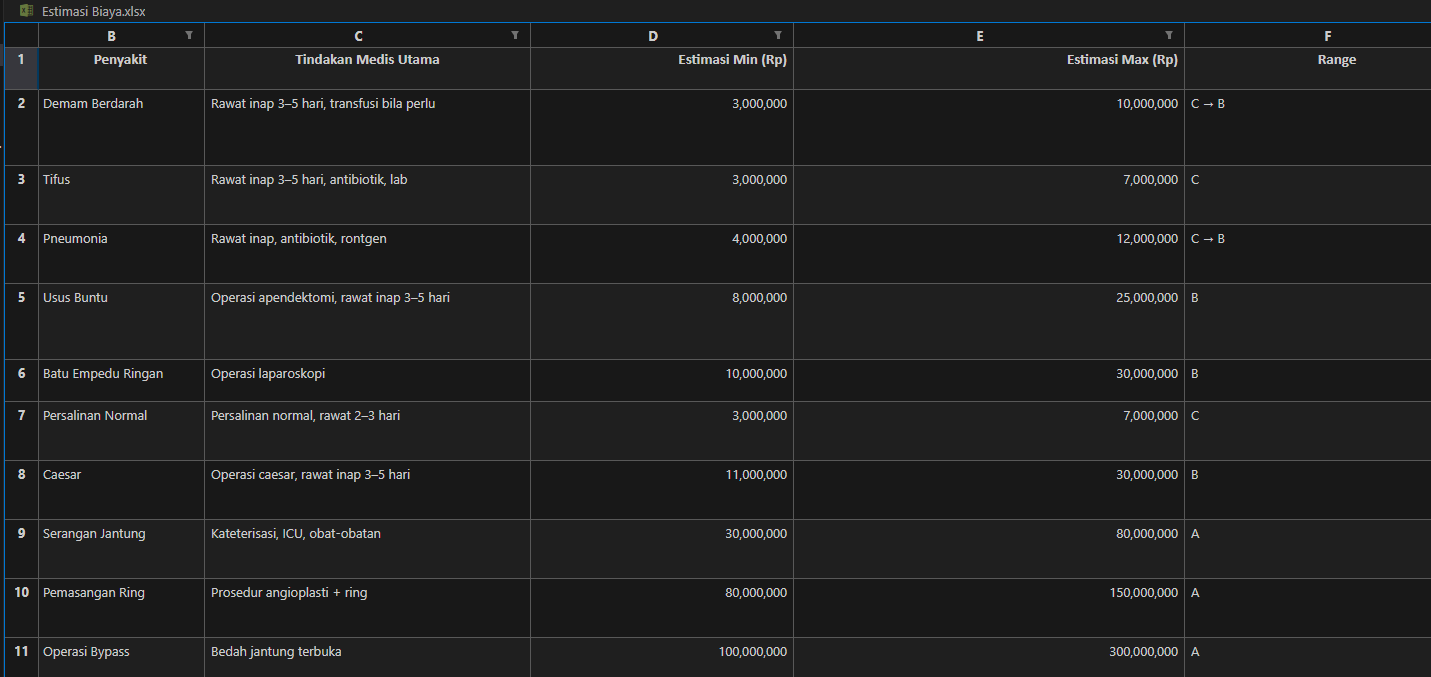 Estimasi Biaya.xlsx
B C D E F
1 Penyakit Tindakan Medis Utama Estimasi Min (Rp) Estimasi Max (Rp) Range
2 Demam Berdarah Rawat inap 3–5 hari, transfusi bila perlu 3,000,000 10,000,000 C → B
3 Tifus Rawat inap 3–5 hari, antibiotik, lab 3,000,000 7,000,000 C
4 Pneumonia Rawat inap, antibiotik, rontgen 4,000,000 12,000,000 C → B
5 Usus Buntu Operasi apendektomi, rawat inap 3–5 hari 8,000,000 25,000,000 B
6 Batu Empedu Ringan Operasi laparoskopi 10,000,000 30,000,000 B
7 Persalinan Normal Persalinan normal, rawat 2–3 hari 3,000,000 7,000,000 C
8 Caesar Operasi caesar, rawat inap 3–5 hari 11,000,000 30,000,000 B
9 Serangan Jantung Kateterisasi, ICU, obat-obatan 30,000,000 80,000,000 A
10 Pemasangan Ring Prosedur angioplasti + ring 80,000,000 150,000,000 A
11 Operasi Bypass Bedah jantung terbuka 100,000,000 300,000,000 A